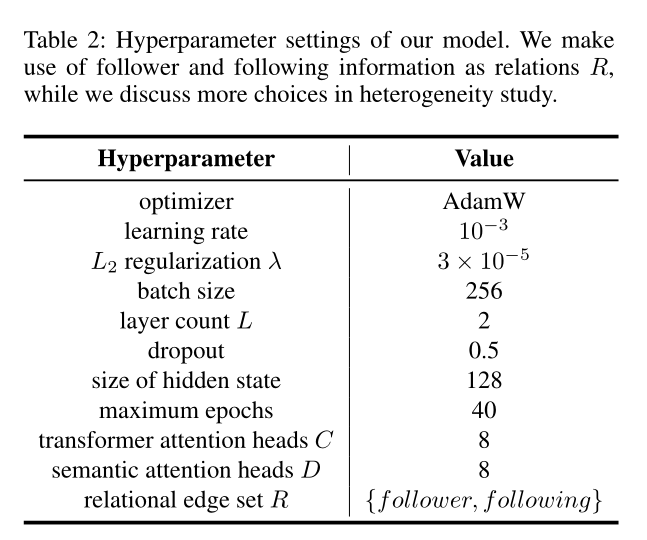 Table 2: Hyperparameter settings of our model. We make
use of follower and following information as relations R,
while we discuss more choices in heterogeneity study.
Hyperparameter Value
optimizer AdamW
learning rate 10⁻³
L₂ regularization λ 3 × 10⁻⁵
batch size 256
layer count L 2
dropout 0.5
size of hidden state 128
maximum epochs 40
transformer attention heads C 8
semantic attention heads D 8
relational edge set R {follower, following}